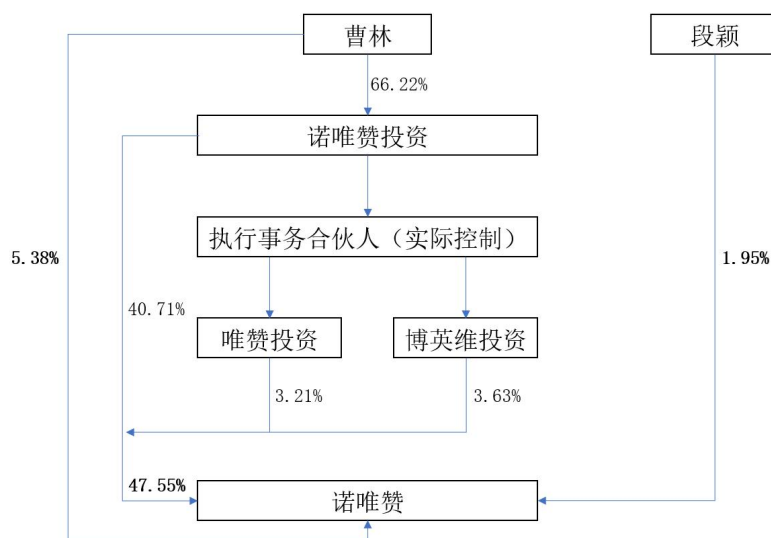 曹林
段颖
66.22%
诺唯赞投资
执行事务合伙人（实际控制）
5.38%
1.95%
40.71%
唯赞投资
博英维投资
3.21%
3.63%
47.55%
诺唯赞